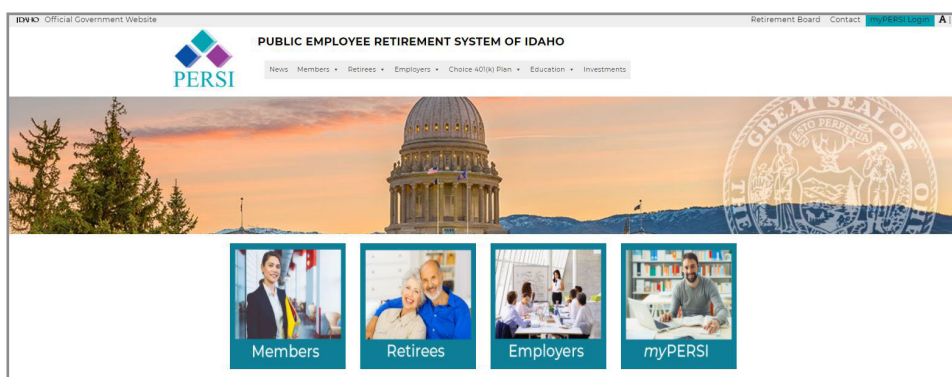 IDAHO Official Government Website
Retirement Board Contact myPERSI Login A
PERSI
PUBLIC EMPLOYEE RETIREMENT SYSTEM OF IDAHO
News Members Retirees Employers Choice 401(k) Plan Education Investments
GREAT SEAL OF
THE
ESTO PERPETUA
Members Retirees Employers myPERSI